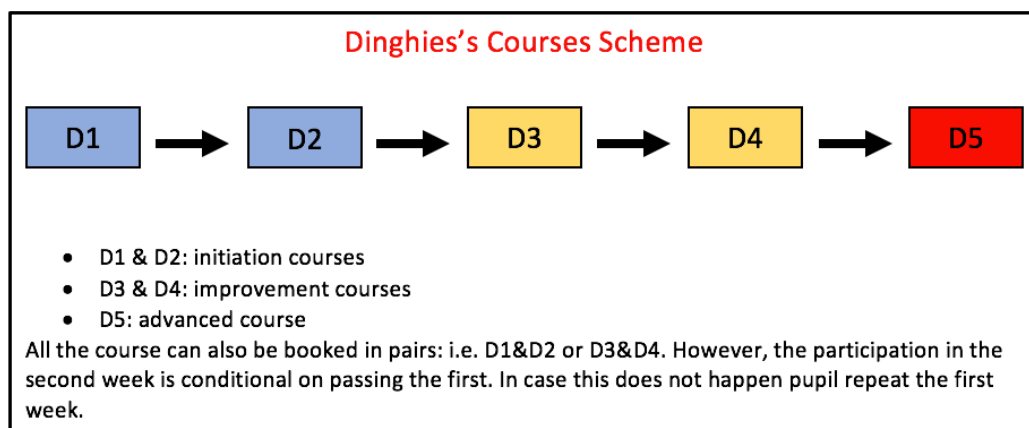 Dinghies's Courses Scheme
D1 D2 D3 D4 D5
• D1 & D2: initiation courses
• D3 & D4: improvement courses
• D5: advanced course
All the course can also be booked in pairs: i.e. D1&D2 or D3&D4. However, the participation in the
second week is conditional on passing the first. In case this does not happen pupil repeat the first
week.